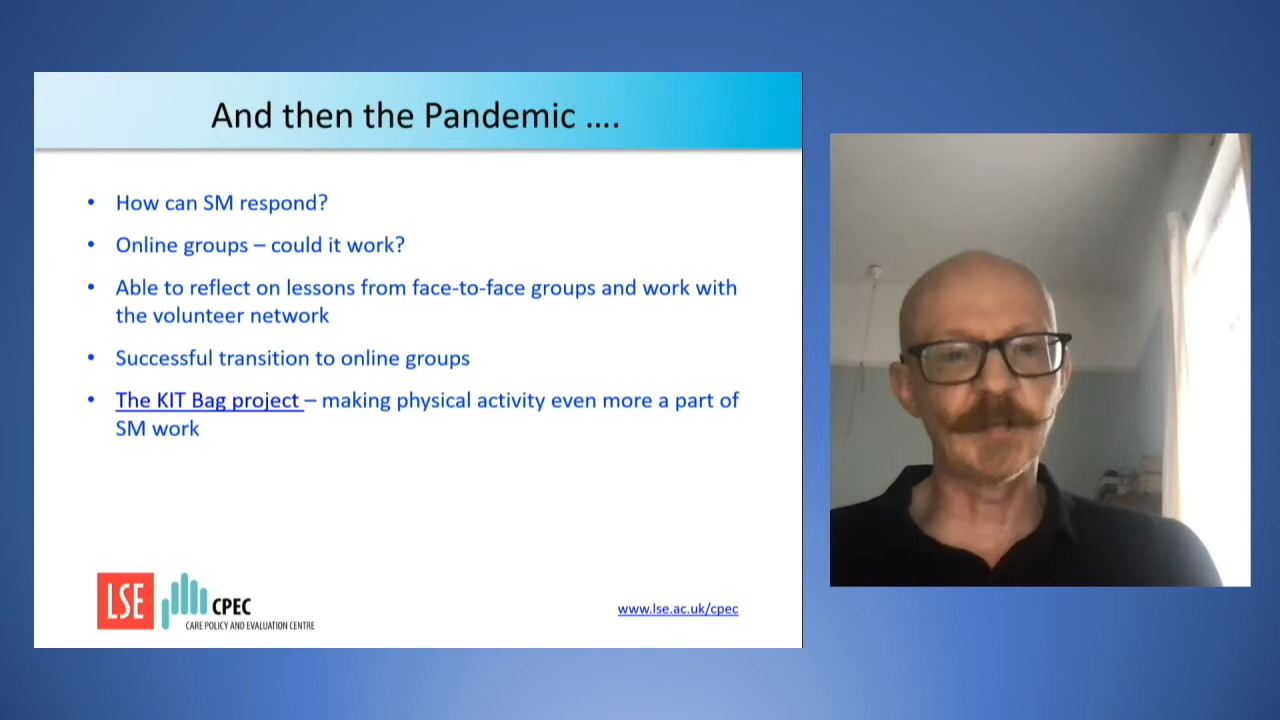 And then the Pandemic ....
• How can SM respond?
• Online groups – could it work?
• Able to reflect on lessons from face-to-face groups and work with
the volunteer network
• Successful transition to online groups
• The KIT Bag project – making physical activity even more a part of
SM work
LSE CPEC
CARE POLICY AND EVALUATION CENTRE
www.lse.ac.uk/cpec